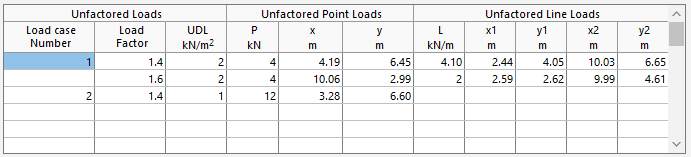 Unfactored Loads Unfactored Point Loads Unfactored Line Loads
Load case Load UDL P x y L x1 y1 x2 y2
Number Factor kN/m² kN m m kN/m m m m m
1 1.4 2 4 4.19 6.45 4.10 2.44 4.05 10.03 6.65
1.6 2 4 10.06 2.99 2 2.59 2.62 9.99 4.61
2 1.4 1 12 3.28 6.60